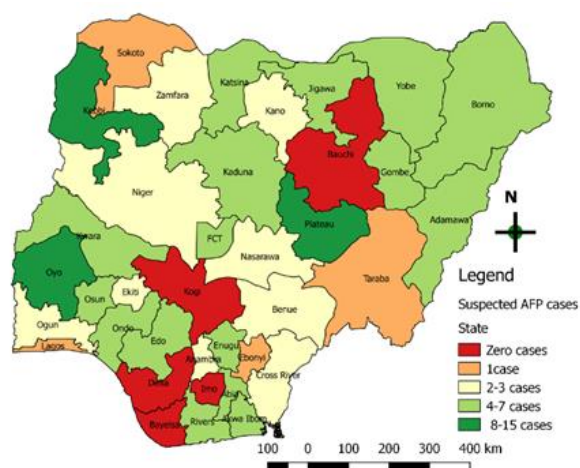 Sokoto
Katsina
Jigawa
Yobe
Borno
Kebbi
Zamfara
Kano
Bauchi
Gombe
Kaduna
Niger
Adamawa
Plateau
Kwara
FCT
Nasarawa
Taraba
Oyo
Kogi
Benue
Osun
Ekiti
Ogun
Ondo
Edo
Enugu
Ebonyi
Anambra
Lagos
Cross River
Delta
Imo
Abia
Bayelsa
Rivers
Akwa Ibom
N
Legend
Suspected AFP cases
State
Zero cases
1case
2-3 cases
4-7 cases
8-15 cases
100 0 100 200 300 400 km